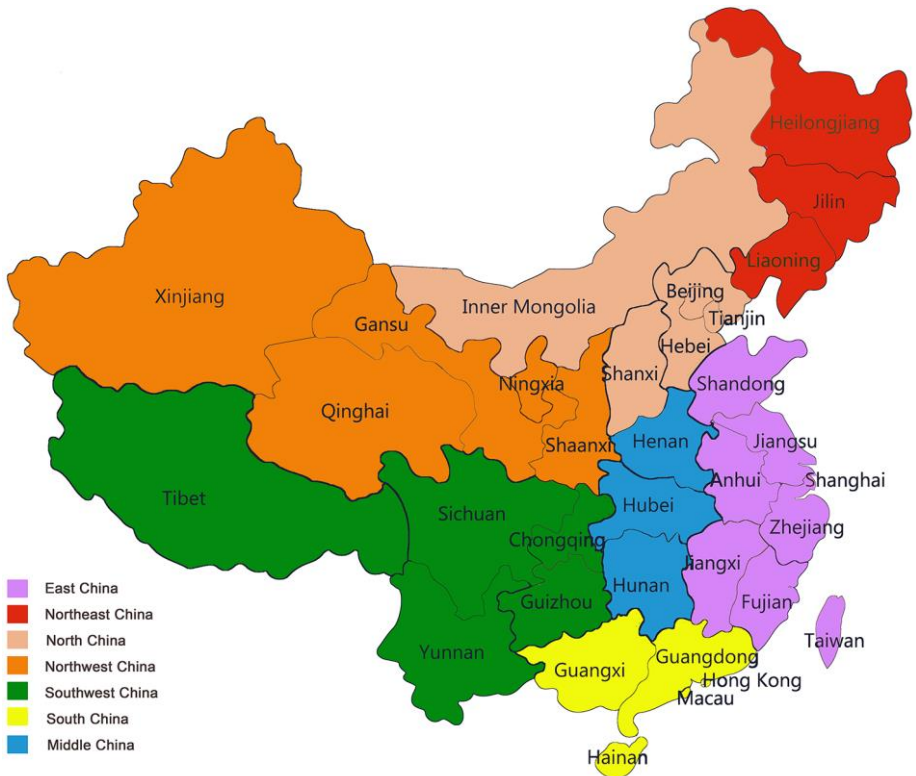 Heilongjiang
Jilin
Liaoning
Xinjiang
Gansu
Inner Mongolia
Beijing
Tianjin
Hebei
Shanxi
Ningxia
Qinghai
Shandong
Shaanxi
Henan
Jiangsu
Anhui
Shanghai
Tibet
Sichuan
Hubei
Zhejiang
Chongqing
Jiangxi
Hunan
Guizhou
Fujian
Taiwan
Yunnan
Guangxi
Guangdong
Hong Kong
Macau
Hainan
East China
Northeast China
North China
Northwest China
Southwest China
South China
Middle China